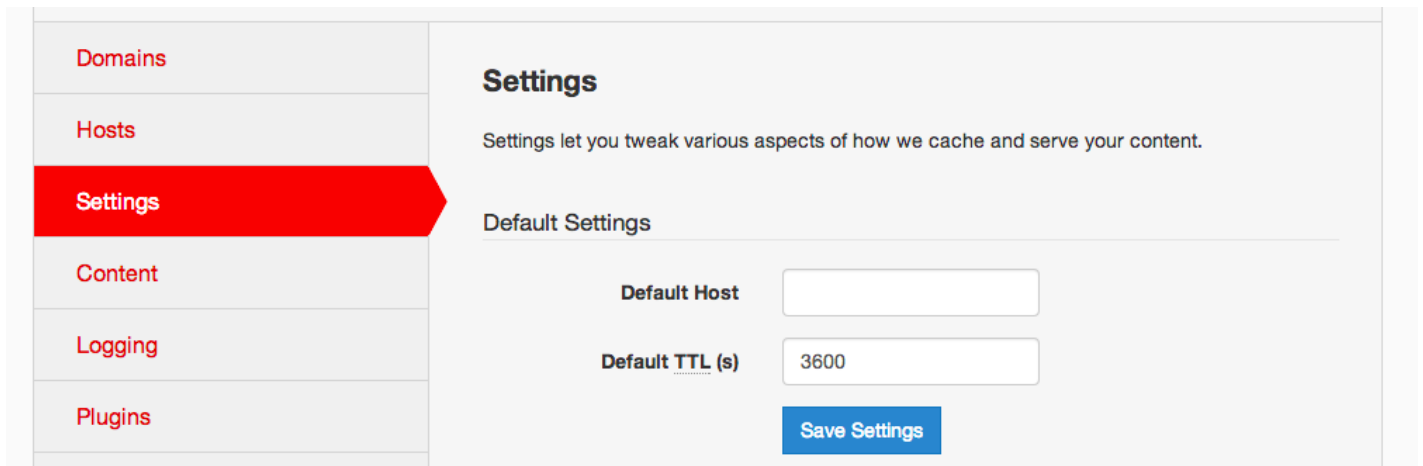 Domains
Hosts
Settings
Content
Logging
Plugins
Settings
Settings let you tweak various aspects of how we cache and serve your content.
Default Settings
Default Host
Default TTL (s) 3600
Save Settings